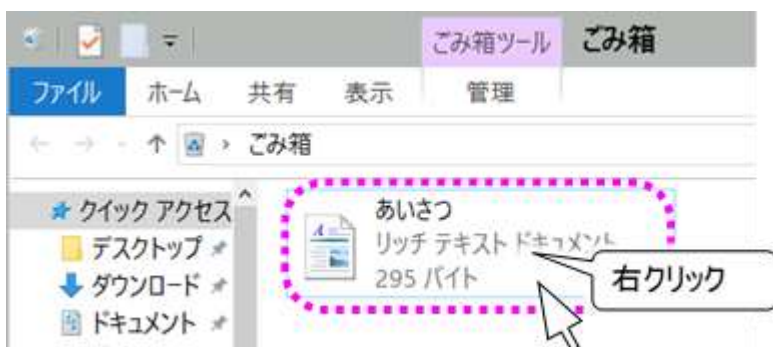 ごみ箱ツール ごみ箱
ファイル ホーム 共有 表示 管理
ごみ箱
クイック アクセス
デスクトップ
ダウンロード
ドキュメント
あいさつ
リッチ テキスト ドキュメント
295 バイト
右クリック